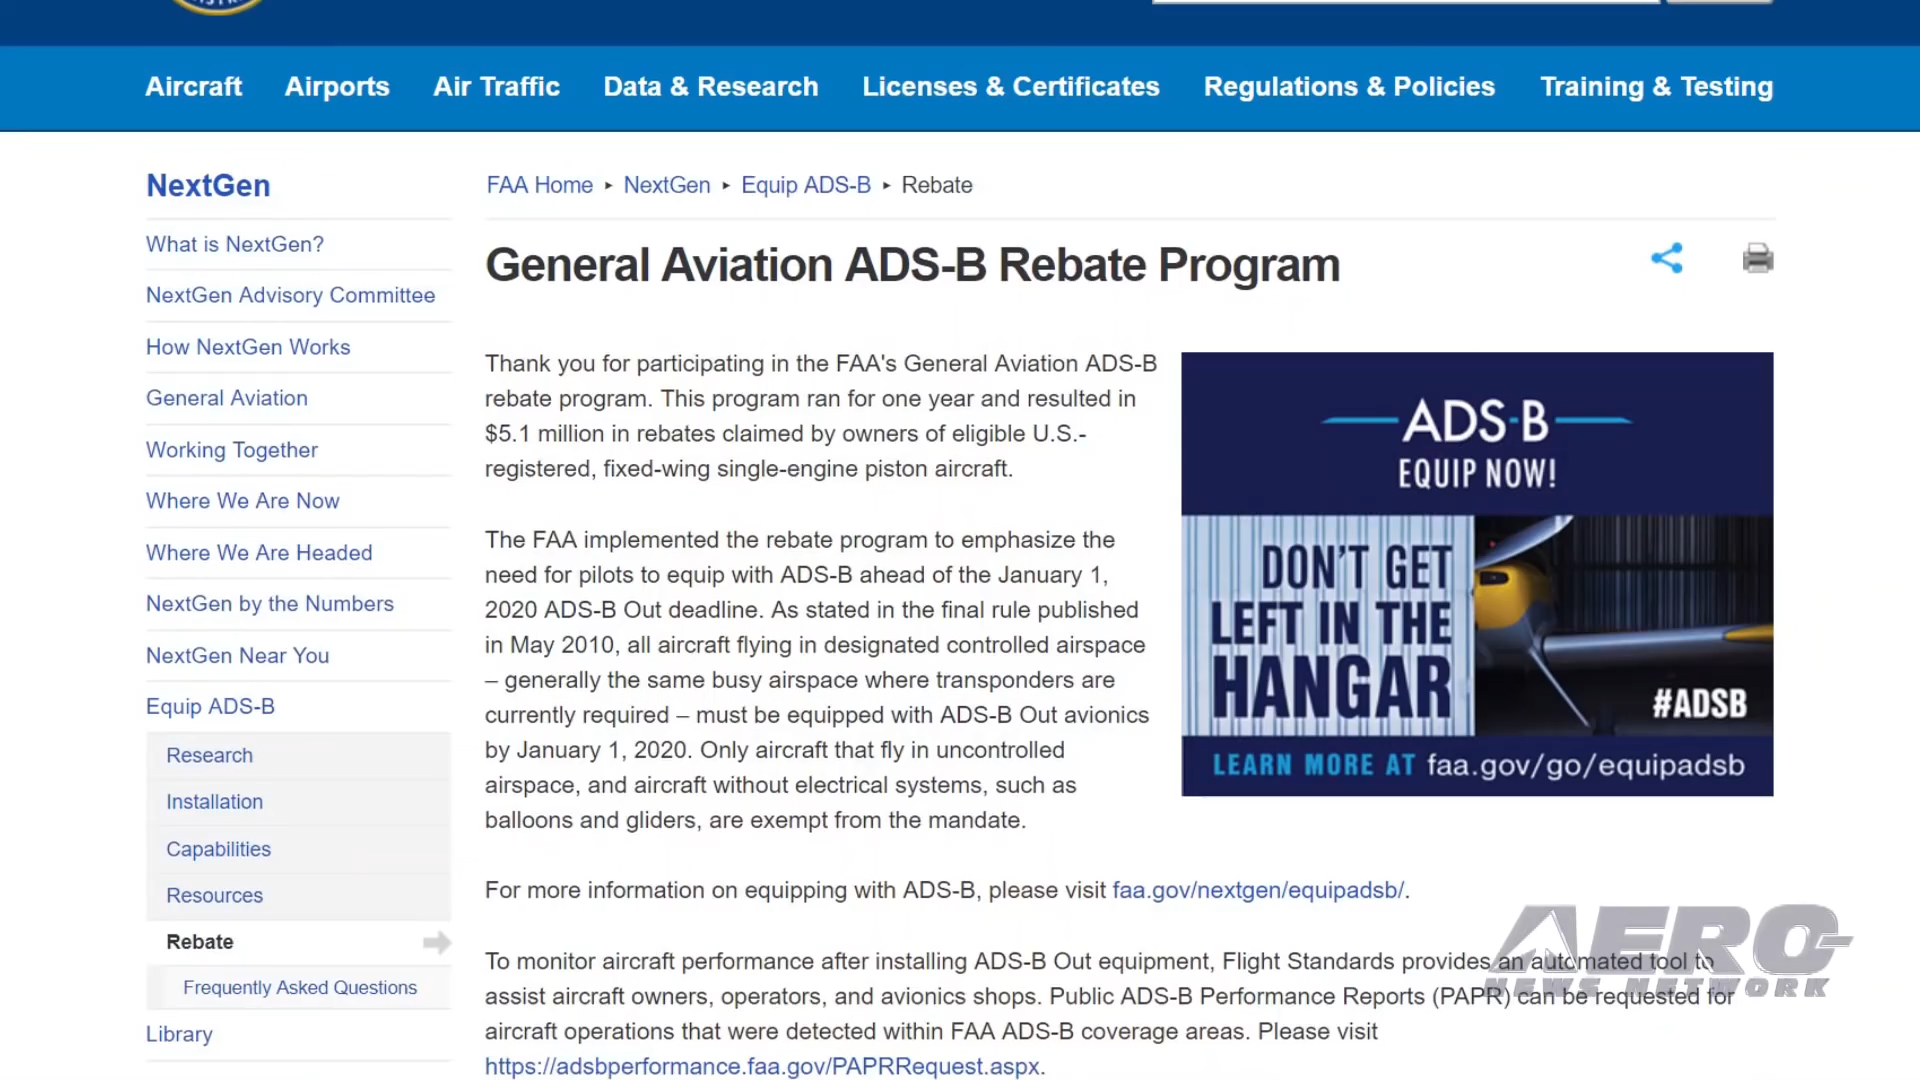 Aircraft Airports Air Traffic Data & Research Licenses & Certificates Regulations & Policies Training & Testing
NextGen
What is NextGen?
NextGen Advisory Committee
How NextGen Works
General Aviation
Working Together
Where We Are Now
Where We Are Headed
NextGen by the Numbers
NextGen Near You
Equip ADS-B
Research
Installation
Capabilities
Resources
Rebate
Frequently Asked Questions
Library
FAA Home ▸ NextGen ▸ Equip ADS-B ▸ Rebate
General Aviation ADS-B Rebate Program
Thank you for participating in the FAA's General Aviation ADS-B
rebate program. This program ran for one year and resulted in
$5.1 million in rebates claimed by owners of eligible U.S.-
registered, fixed-wing single-engine piston aircraft.
The FAA implemented the rebate program to emphasize the
need for pilots to equip with ADS-B ahead of the January 1,
2020 ADS-B Out deadline. As stated in the final rule published
in May 2010, all aircraft flying in designated controlled airspace
– generally the same busy airspace where transponders are
currently required – must be equipped with ADS-B Out avionics
by January 1, 2020. Only aircraft that fly in uncontrolled
airspace, and aircraft without electrical systems, such as
balloons and gliders, are exempt from the mandate.
ADS-B
EQUIP NOW!
DON'T GET
LEFT IN THE
HANGAR
#ADSB
LEARN MORE AT faa.gov/go/equipadsb
For more information on equipping with ADS-B, please visit faa.gov/nextgen/equipadsb/.
To monitor aircraft performance after installing ADS-B Out equipment, Flight Standards provides an automated tool to
assist aircraft owners, operators, and avionics shops. Public ADS-B Performance Reports (PAPR) can be requested for
aircraft operations that were detected within FAA ADS-B coverage areas. Please visit
https://adsbperformance.faa.gov/PAPRRequest.aspx.
AERO-
NEWS NETWORK